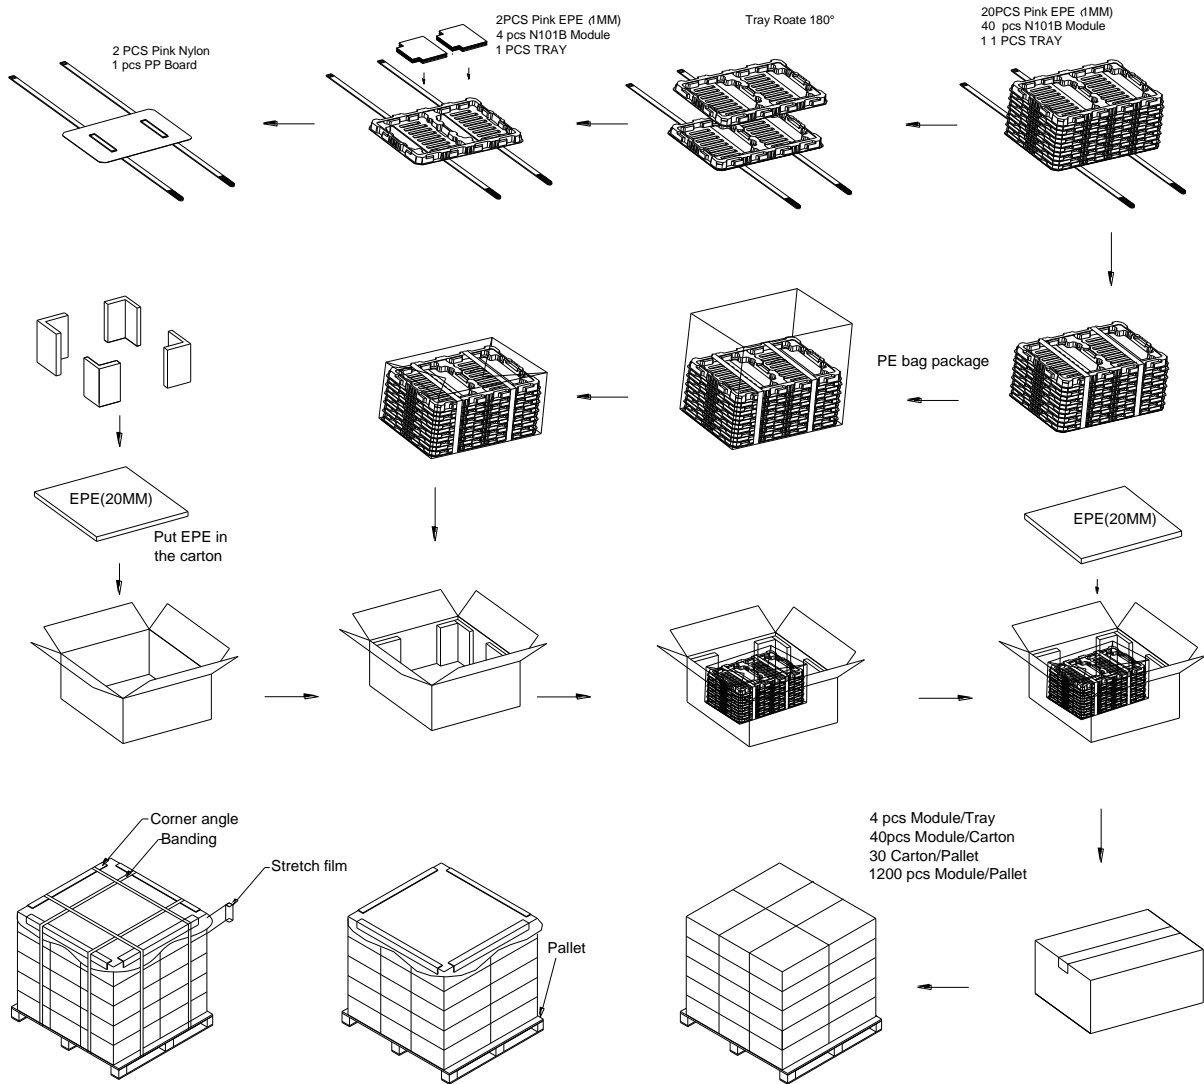 2 PCS Pink Nylon
1 pcs PP Board
2PCS Pink EPE (1MM)
4 pcs N101B Module
1 PCS TRAY
Tray Roate 180°
20PCS Pink EPE (1MM)
40 pcs N101B Module
1 1 PCS TRAY
PE bag package
EPE(20MM)
Put EPE in
the carton
EPE(20MM)
4 pcs Module/Tray
40pcs Module/Carton
30 Carton/Pallet
1200 pcs Module/Pallet
Corner angle
Banding
Stretch film
Pallet